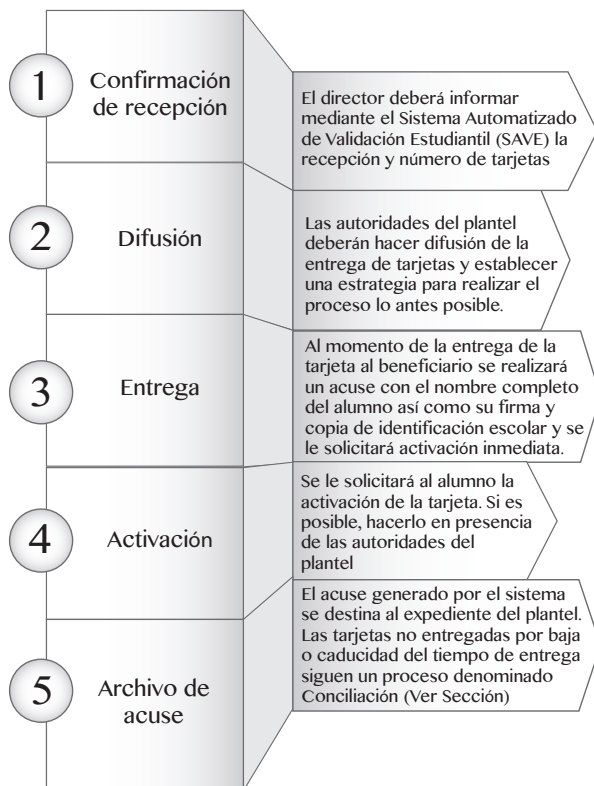 1
Confirmación
de recepción
El director deberá informar
mediante el Sistema Automatizado
de Validación Estudiantil (SAVE) la
recepción y número de tarjetas
2
Difusión
Las autoridades del plantel
deberán hacer difusión de la
entrega de tarjetas y establecer
una estrategia para realizar el
proceso lo antes posible.
3
Entrega
Al momento de la entrega de la
tarjeta al beneficiario se realizará
un acuse con el nombre completo
del alumno así como su firma y
copia de identificación escolar y se
le solicitará activación inmediata.
4
Activación
Se le solicitará al alumno la
activación de la tarjeta. Si es
posible, hacerlo en presencia
de las autoridades del
plantel
5
Archivo de
acuse
El acuse generado por el sistema
se destina al expediente del plantel.
Las tarjetas no entregadas por baja
o caducidad del tiempo de entrega
siguen un proceso denominado
Conciliación (Ver Sección)